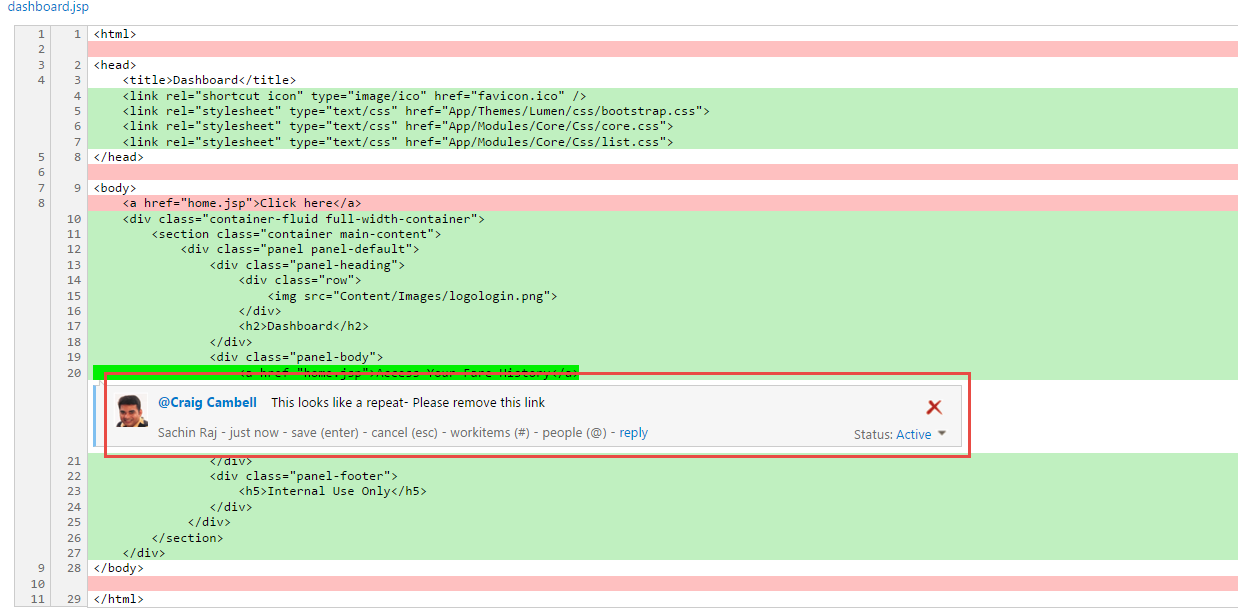 dashboard.jsp
1 1 <html>
2
3 2 <head>
4 3 <title>Dashboard</title>
4 <link rel="shortcut icon" type="image/ico" href="favicon.ico" />
5 <link rel="stylesheet" type="text/css" href="App/Themes/Lumen/css/bootstrap.css">
6 <link rel="stylesheet" type="text/css" href="App/Modules/Core/Css/core.css">
7 <link rel="stylesheet" type="text/css" href="App/Modules/Core/Css/list.css">
5 8 </head>
6
7 9 <body>
8 <a href="home.jsp">Click here</a>
10 <div class="container-fluid full-width-container">
11 <section class="container main-content">
12 <div class="panel panel-default">
13 <div class="panel-heading">
14 <div class="row">
15 <img src="Content/Images/logologin.png">
16 </div>
17 <h2>Dashboard</h2>
18 </div>
19 <div class="panel-body">
20 <a href="home.jsp">Access Your Fare History</a>
@Craig Cambell This looks like a repeat- Please remove this link
Sachin Raj - just now - save (enter) - cancel (esc) - workitems (#) - people (@) - reply
Status: Active
21 </div>
22 <div class="panel-footer">
23 <h5>Internal Use Only</h5>
24 </div>
25 </div>
26 </section>
27 </div>
9 28 </body>
10
11 29 </html>